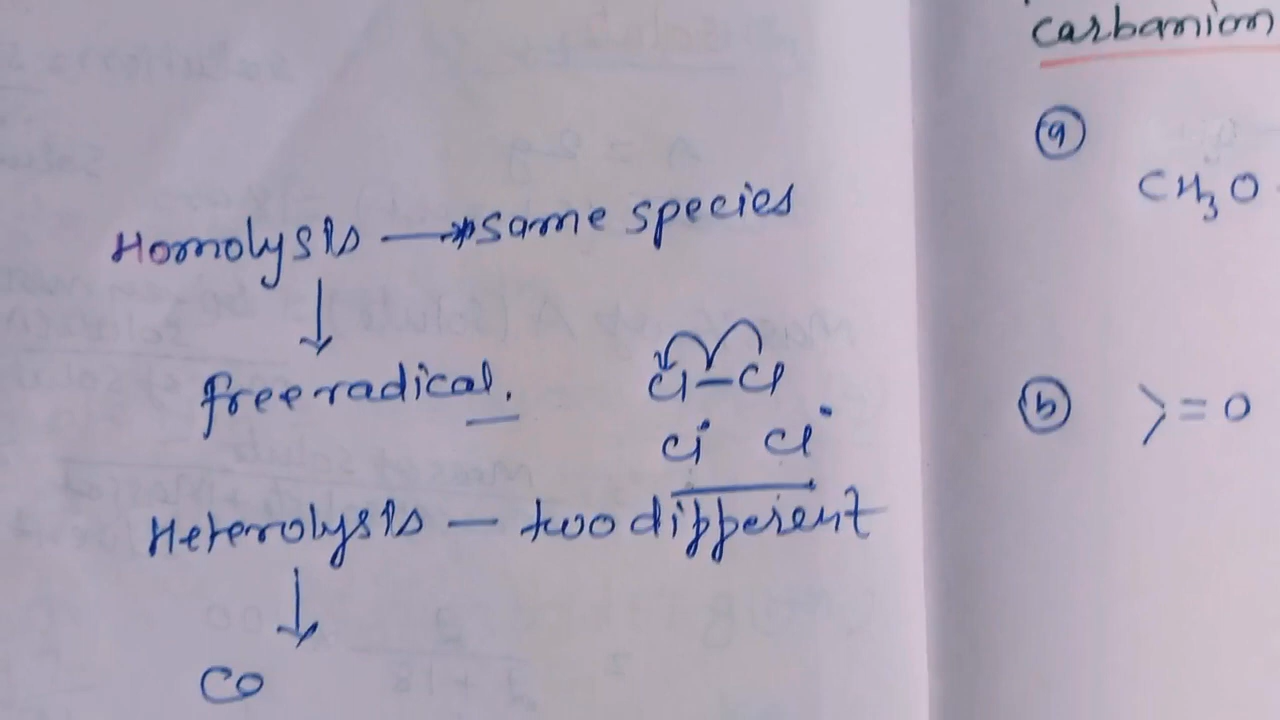 Homolysis → same species
↓
free radical.
Cl–Cl
Cl• Cl•
Heterolysis — two different
↓
Co
carbanion
(a)
CH₃O
(b) >=O